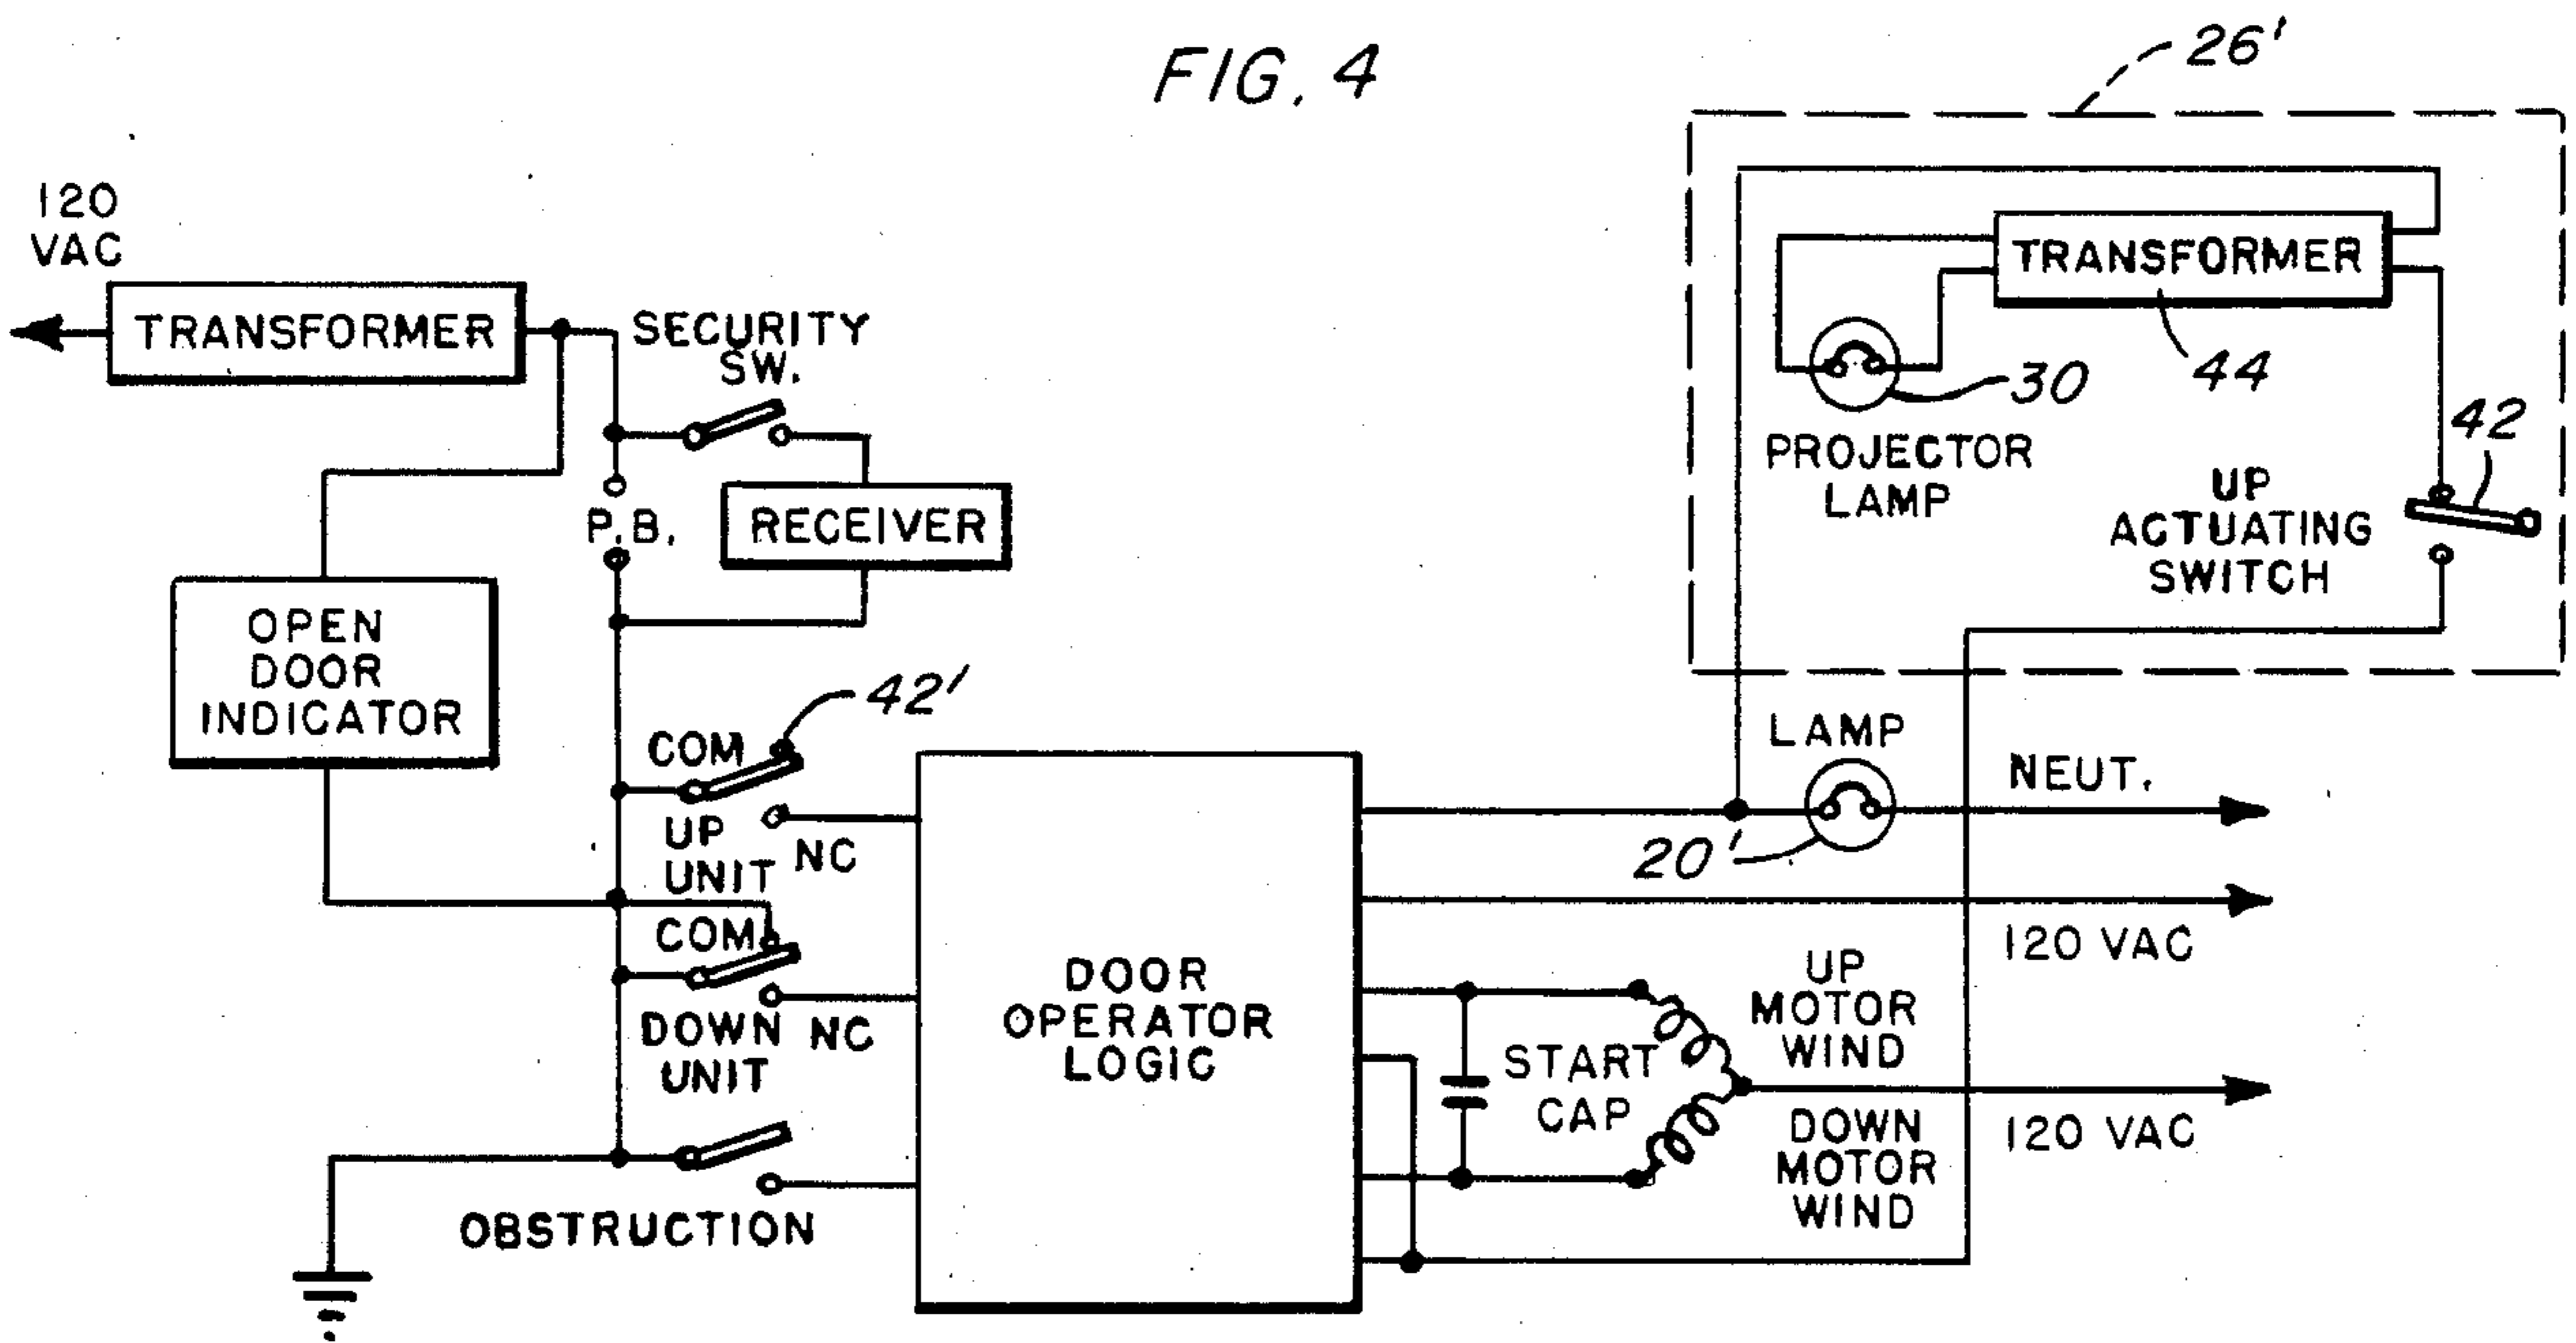 FIG. 4
26'
120
VAC
TRANSFORMER
SECURITY
SW.
P.B.
RECEIVER
OPEN
DOOR
INDICATOR
42'
COM
UP
UNIT
NC
COM
DOWN
UNIT
NC
OBSTRUCTION
DOOR
OPERATOR
LOGIC
TRANSFORMER
44
30
PROJECTOR
LAMP
42
UP
ACTUATING
SWITCH
LAMP
20'
NEUT.
120 VAC
UP
MOTOR
WIND
START
CAP
DOWN
MOTOR
WIND
120 VAC